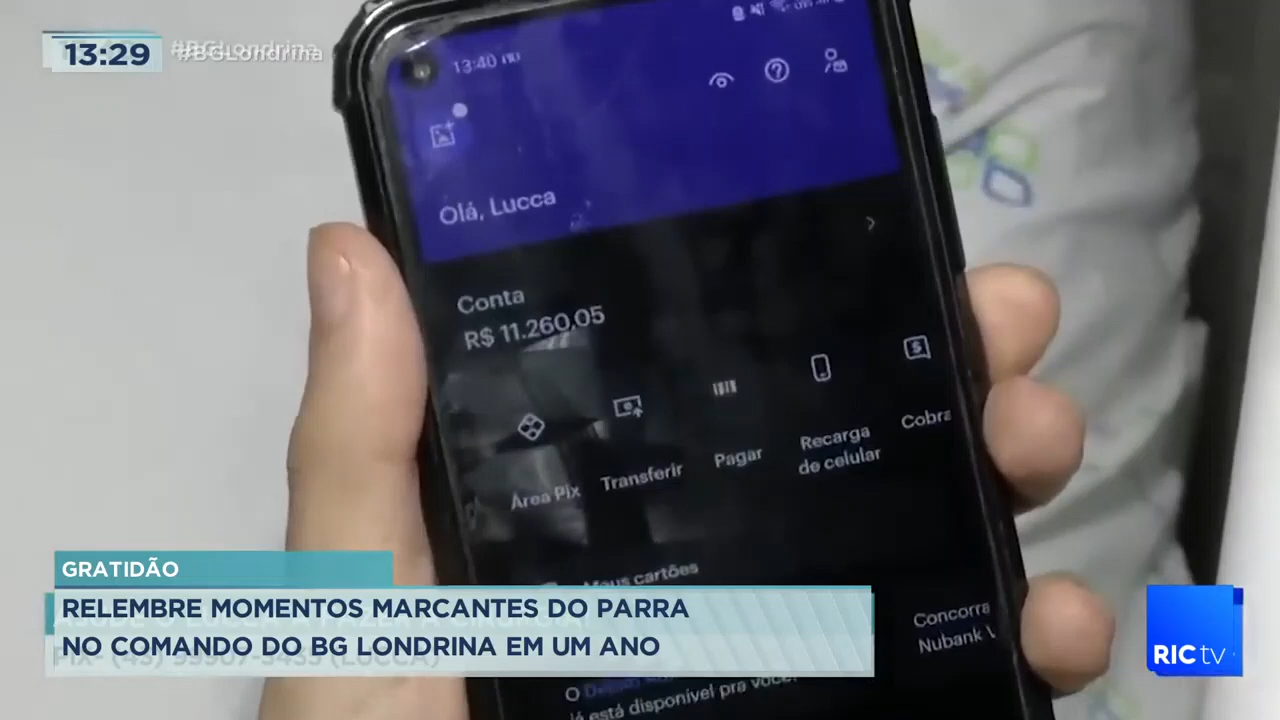 13:29
#BGLondrina
13:40
Olá, Lucca
Conta
R$ 11.260,05
Área Pix
Transferir
Pagar
Recarga
de celular
Cobra
Meus cartões
Concorra
Nubank
O
já está disponível pra você.
GRATIDÃO
RELEMBRE MOMENTOS MARCANTES DO PARRA
NO COMANDO DO BG LONDRINA EM UM ANO
RIC tv